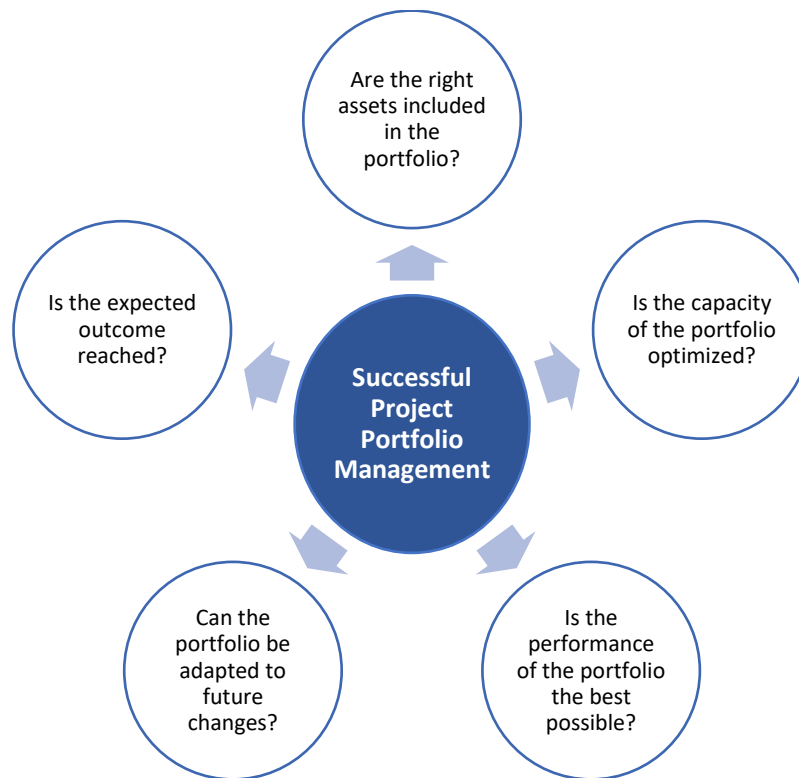 Are the right
assets included
in the
portfolio?
Is the expected
outcome
reached?
Is the capacity
of the portfolio
optimized?
Successful
Project
Portfolio
Management
Can the
portfolio be
adapted to
future
changes?
Is the
performance
of the portfolio
the best
possible?